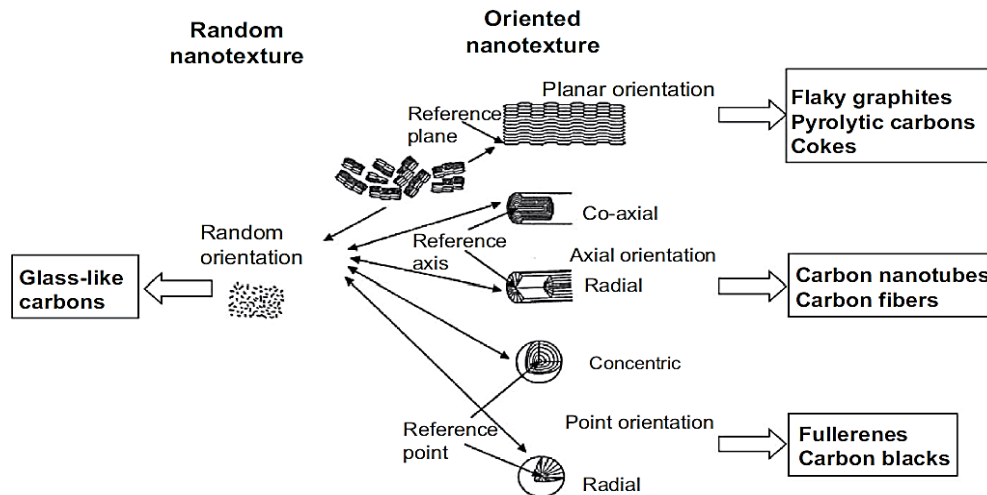 Random
nanotexture
Oriented
nanotexture
Planar orientation
Reference
plane
Flaky graphites
Pyrolytic carbons
Cokes
Random
orientation
Glass-like
carbons
Co-axial
Reference
axis
Axial orientation
Radial
Carbon nanotubes
Carbon fibers
Concentric
Reference
point
Point orientation
Radial
Fullerenes
Carbon blacks